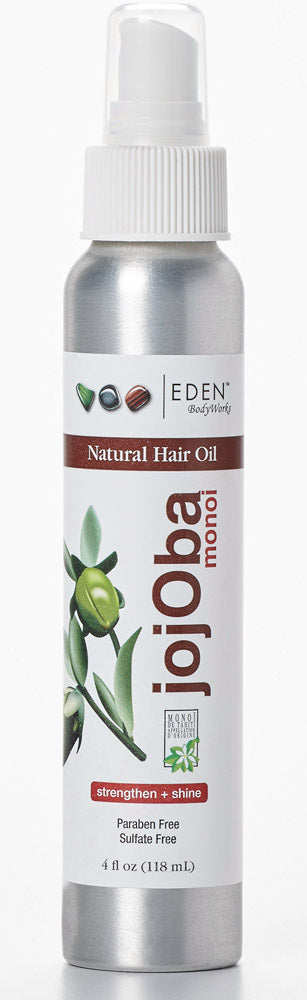 EDEN™
BodyWorks
Natural Hair Oil
jojOba
monoi
MONOÏ
DE TAHITI
APPELLATION
D'ORIGINE
strengthen + shine
Paraben Free
Sulfate Free
4 fl oz (118 mL)